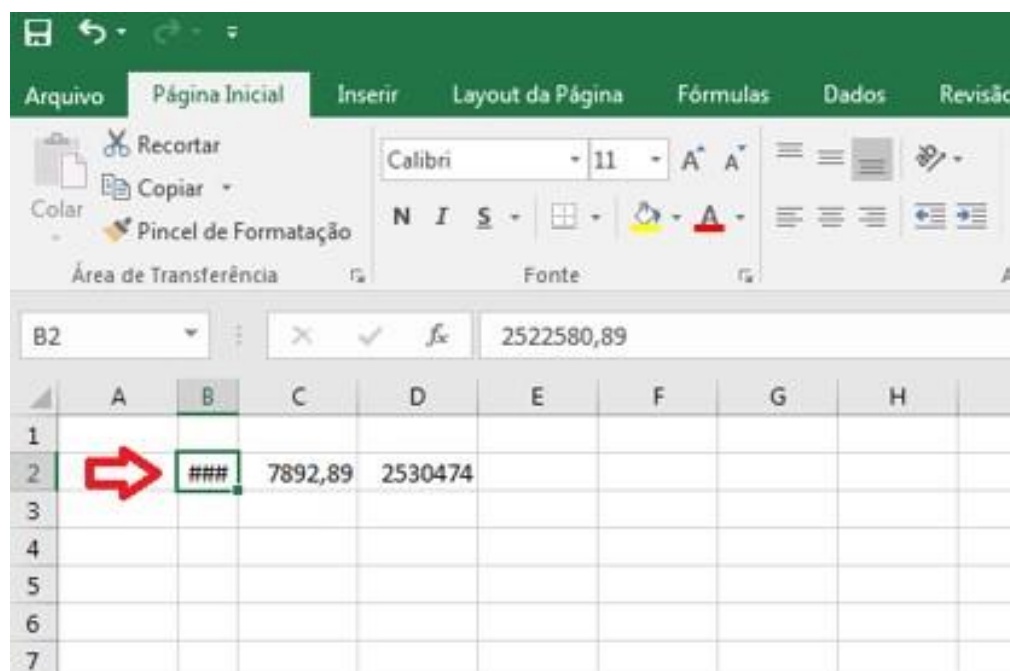 Arquivo Página Inicial Inserir Layout da Página Fórmulas Dados Revisão
Colar
Recortar
Copiar
Pincel de Formatação
Área de Transferência
Calibri 11 A A
N I S A
Fonte
B2 fx 2522580,89
A B C D E F G H
1
2 ### 7892,89 2530474
3
4
5
6
7